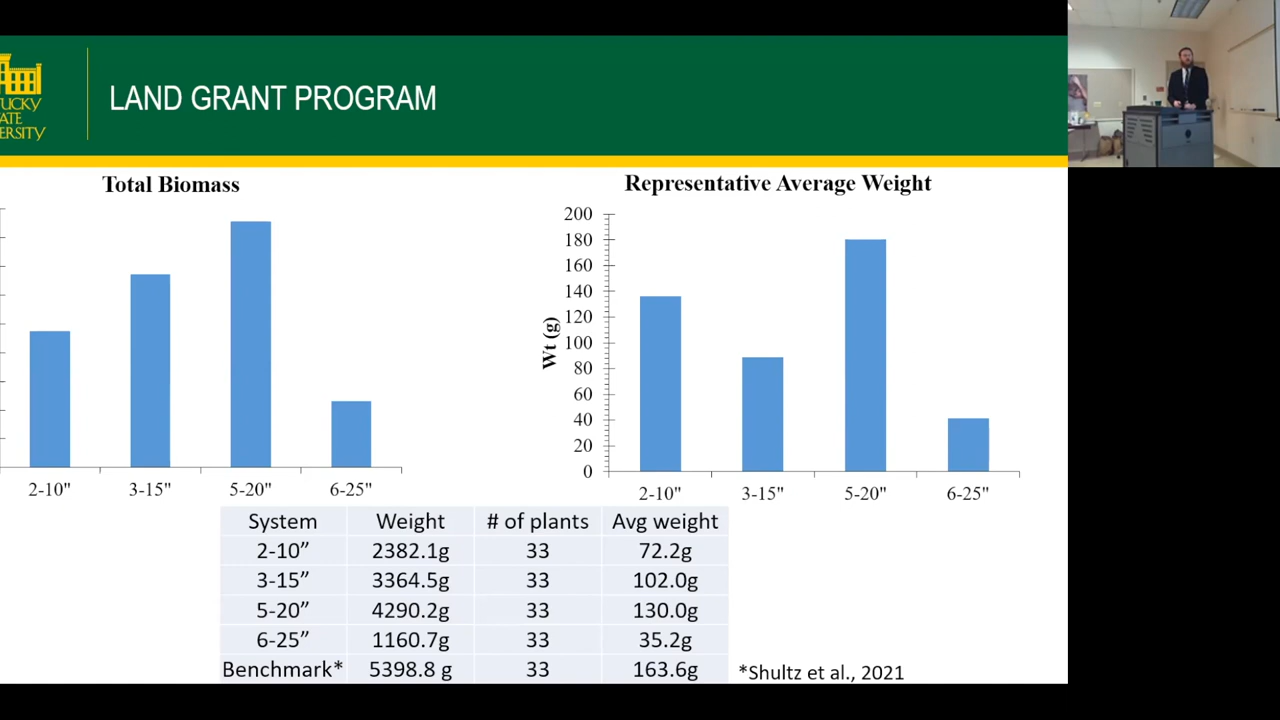 LAND GRANT PROGRAM
Total Biomass
2-10" 3-15" 5-20" 6-25"
Representative Average Weight
Wt (g)
200
180
160
140
120
100
80
60
40
20
0
2-10" 3-15" 5-20" 6-25"
System Weight # of plants Avg weight
2-10” 2382.1g 33 72.2g
3-15” 3364.5g 33 102.0g
5-20” 4290.2g 33 130.0g
6-25” 1160.7g 33 35.2g
Benchmark* 5398.8 g 33 163.6g
*Shultz et al., 2021